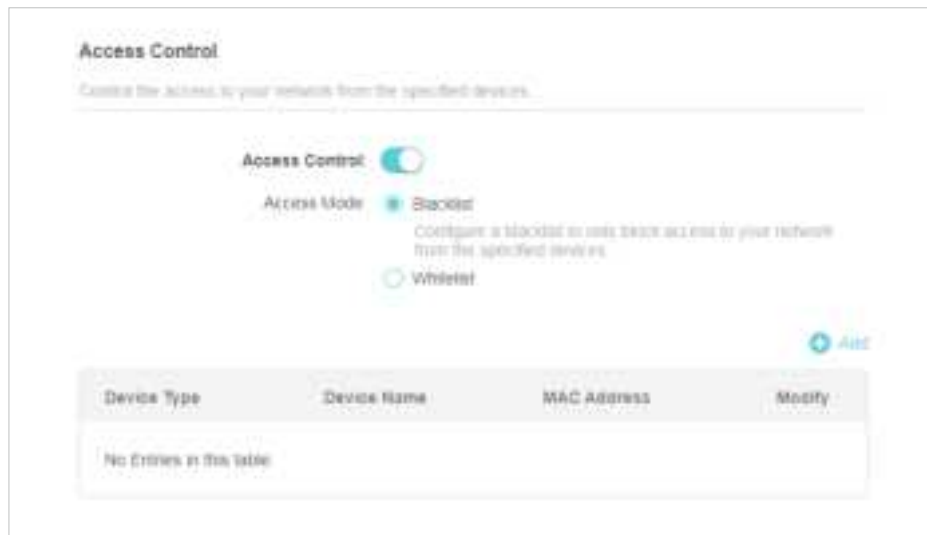 Access Control
Control the access to your network from the specified devices.
Access Control
Access Mode
Blacklist
Configure a blacklist to only block access to your network
from the specified devices.
Whitelist
Add
Device Type Device Name MAC Address Modify
No Entries in this table